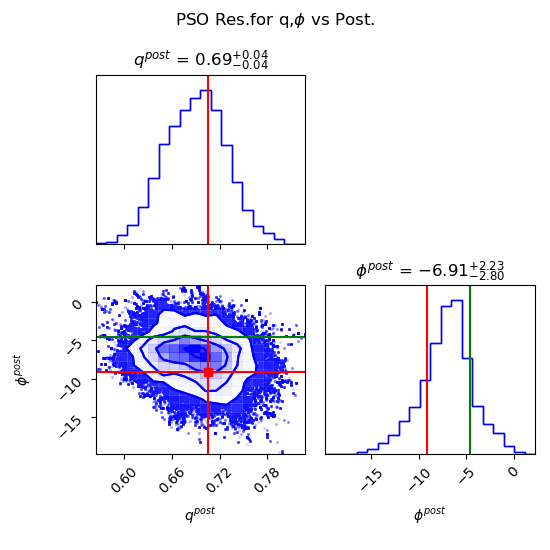 PSO Res.for q,ϕ vs Post.
q^{post} = 0.69^{+0.04}_{-0.04}
ϕ^{post} = −6.91^{+2.23}_{−2.80}
0
−5
−10
−15
ϕ^{post}
0.60
0.66
0.72
0.78
q^{post}
−15
−10
−5
0
ϕ^{post}